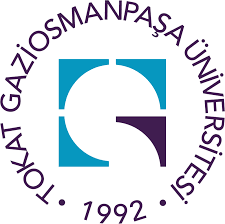 TOKAT GAZİOSMANPAŞA ÜNİVERSİTESİ
• 1992 •